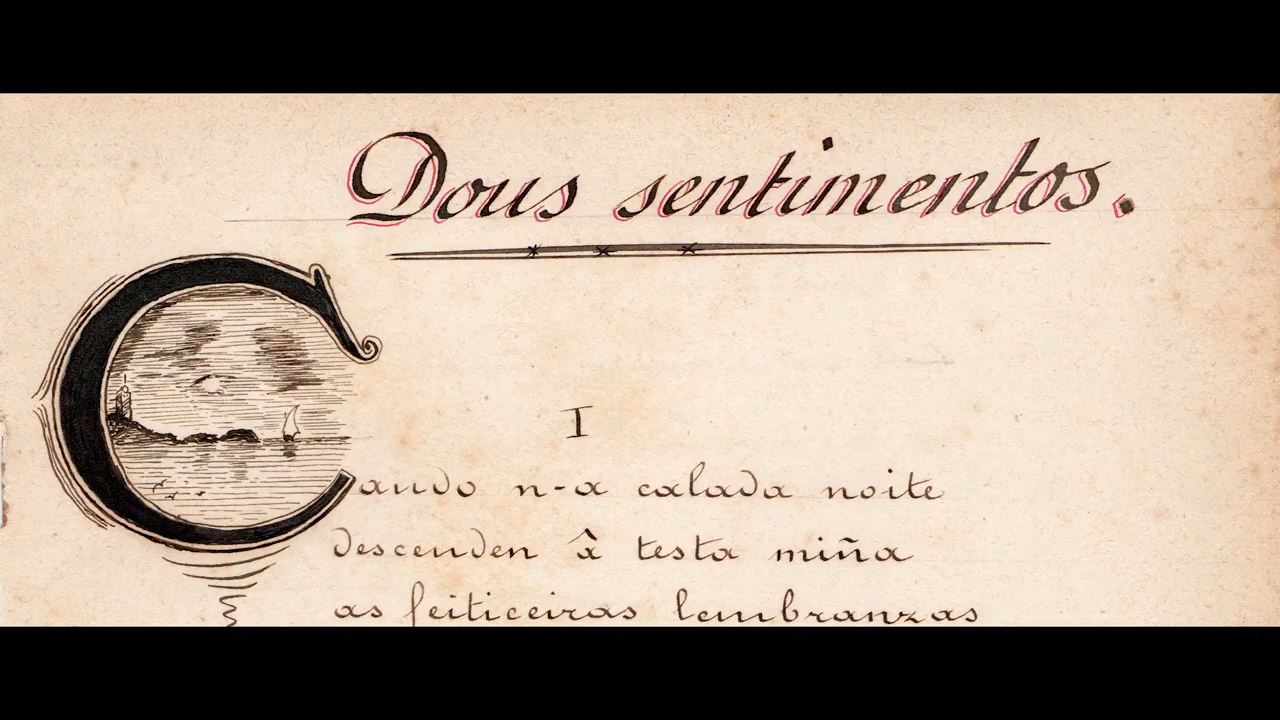 Dous sentimentos.
I
Cando n-a calada noite
descenden â testa miña
as feiticeiras lembranzas